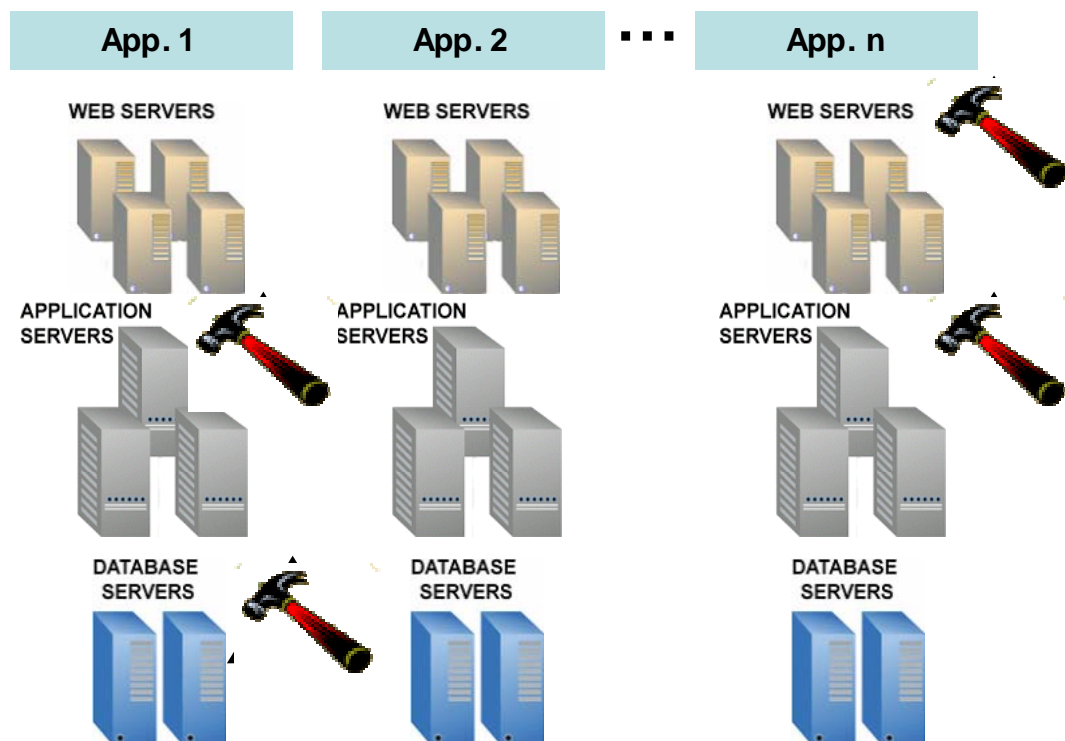 App. 1
App. 2
...
App. n
WEB SERVERS
WEB SERVERS
WEB SERVERS
APPLICATION
SERVERS
APPLICATION
SERVERS
APPLICATION
SERVERS
DATABASE
SERVERS
DATABASE
SERVERS
DATABASE
SERVERS